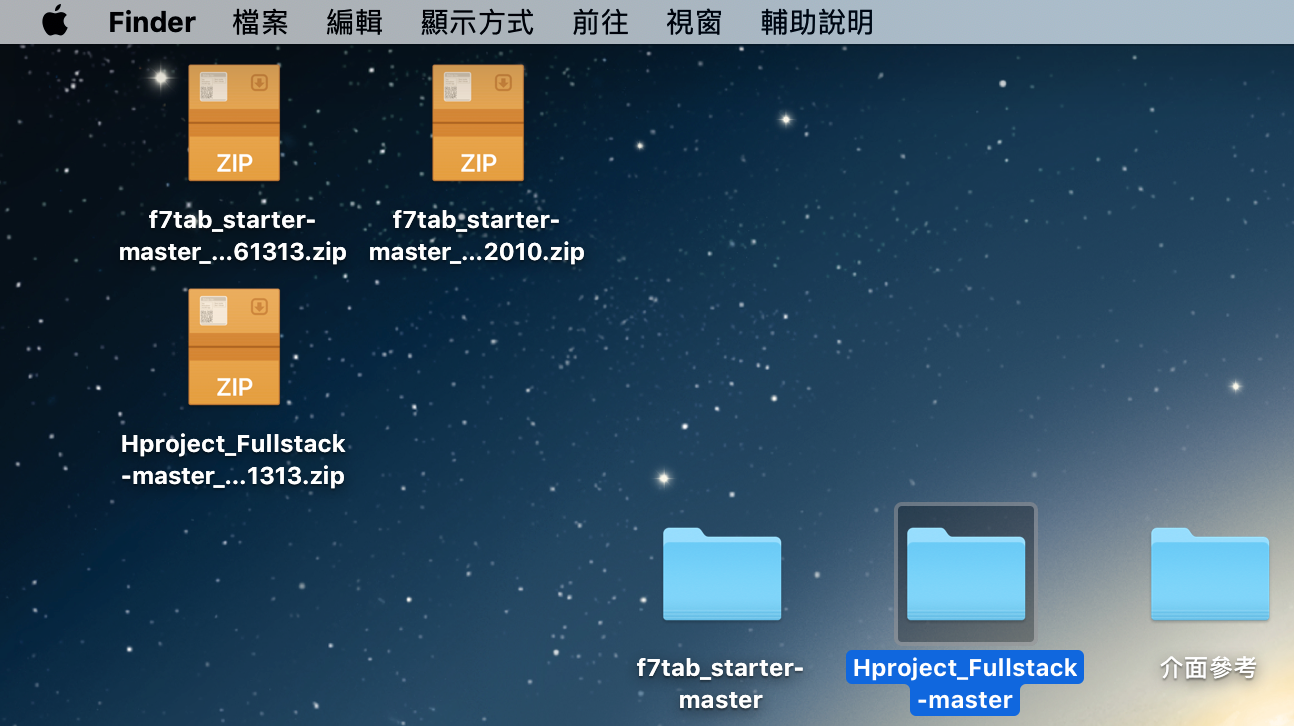 Finder 檔案 編輯 顯示方式 前往 視窗 輔助說明
ZIP
f7tab_starter-
master_...61313.zip
ZIP
f7tab_starter-
master_...2010.zip
ZIP
Hproject_Fullstack
-master_...1313.zip
f7tab_starter-
master
Hproject_Fullstack
-master
介面參考